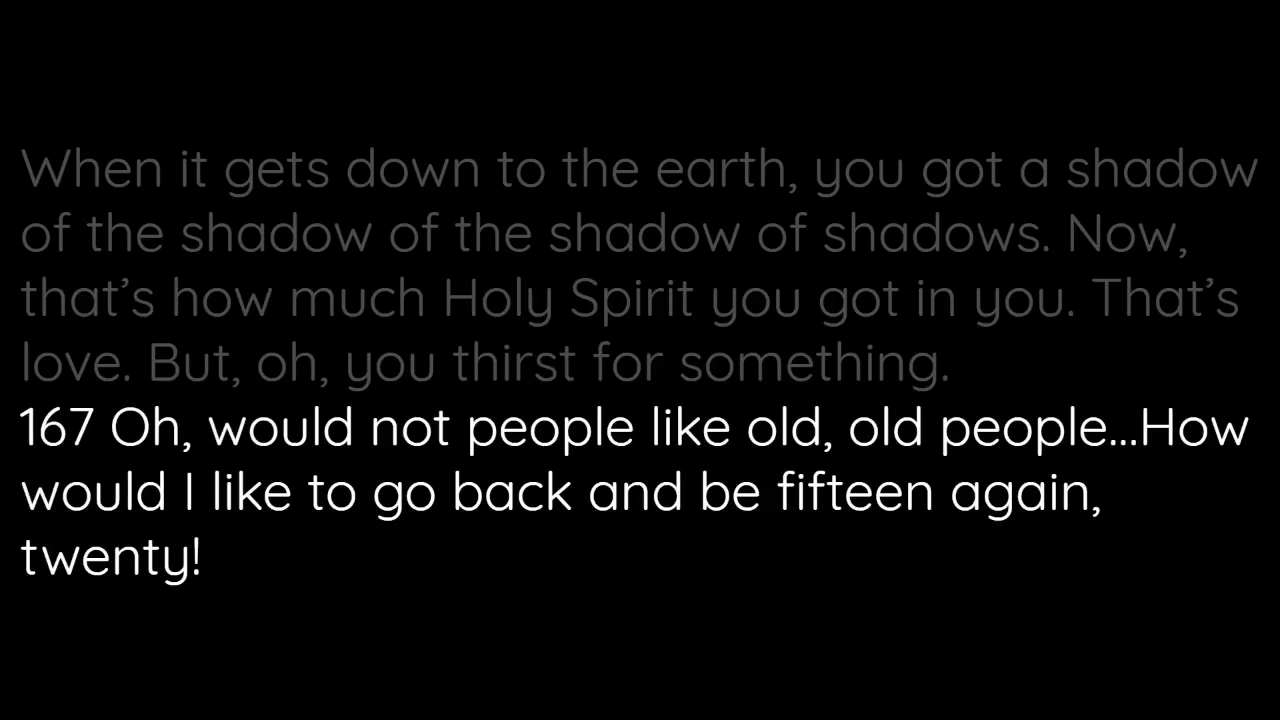 When it gets down to the earth, you got a shadow
of the shadow of the shadow of shadows. Now,
that’s how much Holy Spirit you got in you. That’s
love. But, oh, you thirst for something.
167 Oh, would not people like old, old people...How
would I like to go back and be fifteen again,
twenty!